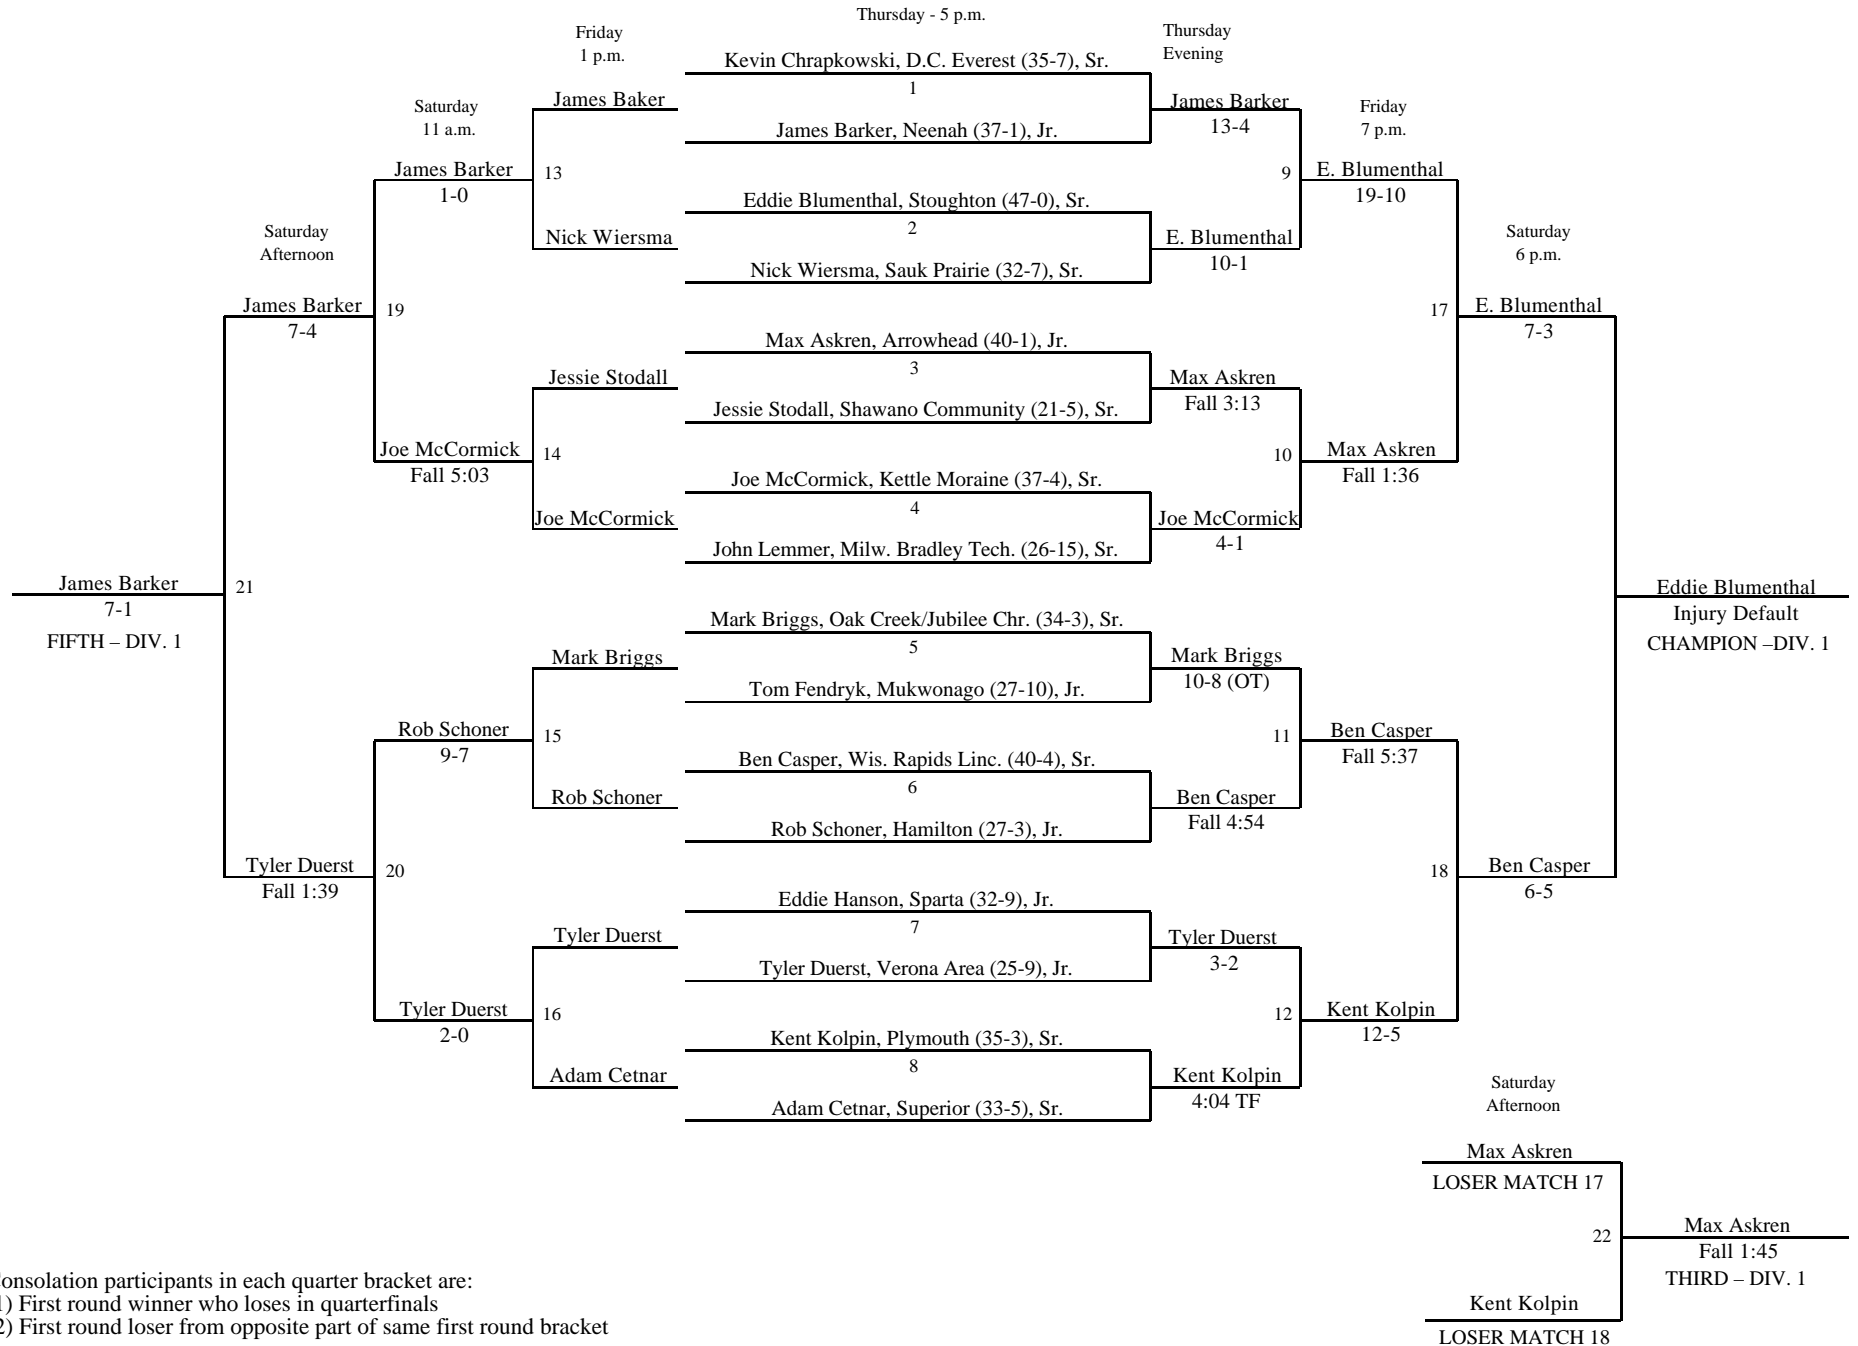 Thursday - 5 p.m.
Friday
1 p.m.
Thursday
Evening
Kevin Chrapkowski, D.C. Everest (35-7), Sr.
1
James Baker
James Barker
Saturday
11 a.m.
Friday
7 p.m.
James Barker, Neenah (37-1), Jr.
13-4
James Barker
1-0
13
9
E. Blumenthal
19-10
Eddie Blumenthal, Stoughton (47-0), Sr.
2
Nick Wiersma
E. Blumenthal
10-1
Saturday
Afternoon
Saturday
6 p.m.
Nick Wiersma, Sauk Prairie (32-7), Sr.
James Barker
7-4
19
17
E. Blumenthal
7-3
Max Askren, Arrowhead (40-1), Jr.
3
Jessie Stodall
Max Askren
Fall 3:13
Jessie Stodall, Shawano Community (21-5), Sr.
Joe McCormick
Fall 5:03
14
10
Max Askren
Fall 1:36
Joe McCormick, Kettle Moraine (37-4), Sr.
4
Joe McCormick
Joe McCormick
4-1
John Lemmer, Milw. Bradley Tech. (26-15), Sr.
James Barker
7-1
FIFTH – DIV. 1
21
Eddie Blumenthal
Injury Default
CHAMPION –DIV. 1
Mark Briggs, Oak Creek/Jubilee Chr. (34-3), Sr.
5
Mark Briggs
Mark Briggs
10-8 (OT)
Tom Fendryk, Mukwonago (27-10), Jr.
Rob Schoner
9-7
15
11
Ben Casper
Fall 5:37
Ben Casper, Wis. Rapids Linc. (40-4), Sr.
6
Rob Schoner
Ben Casper
Fall 4:54
Rob Schoner, Hamilton (27-3), Jr.
Tyler Duerst
Fall 1:39
20
18
Ben Casper
6-5
Eddie Hanson, Sparta (32-9), Jr.
7
Tyler Duerst
Tyler Duerst
3-2
Tyler Duerst, Verona Area (25-9), Jr.
Tyler Duerst
2-0
16
12
Kent Kolpin
12-5
Kent Kolpin, Plymouth (35-3), Sr.
8
Adam Cetnar
Kent Kolpin
4:04 TF
Adam Cetnar, Superior (33-5), Sr.
Saturday
Afternoon
Max Askren
LOSER MATCH 17
22
Max Askren
Fall 1:45
THIRD – DIV. 1
Kent Kolpin
LOSER MATCH 18
onsolation participants in each quarter bracket are:
) First round winner who loses in quarterfinals
2) First round loser from opposite part of same first round bracket